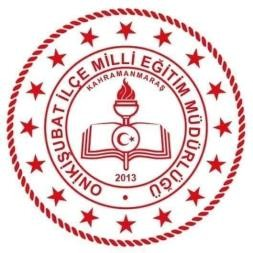 ONİKİŞUBAT İLÇE MİLLİ EĞİTİM MÜDÜRLÜĞÜ
KAHRAMANMARAŞ
2013